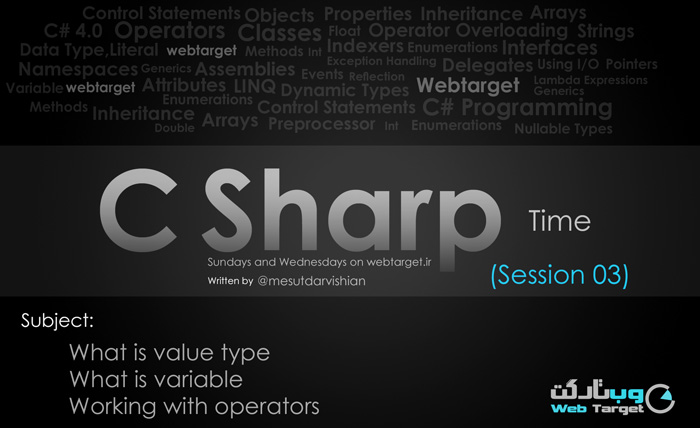 Control Statements Objects Properties Inheritance Arrays
C# 4.0 Operators Classes Float Operator Overloading Strings
Data Type,Literal webtarget Methods Int Indexers Enumerations Interfaces
Namespaces Generics Assemblies Events Exception Handling Reflection Delegates Using I/O Pointers
Variable webtarget Attributes LINQ Dynamic Types Webtarget Lambda Expressions Generics
Methods Inheritance Enumerations Control Statements C# Programming
Double Arrays Preprocessor Int Enumerations Nullable Types
C Sharp Time
Sundays and Wednesdays on webtarget.ir
Written by @mesutdarvishian
(Session 03)
Subject:
What is value type
What is variable
Working with operators
وب تارگت
Web Target